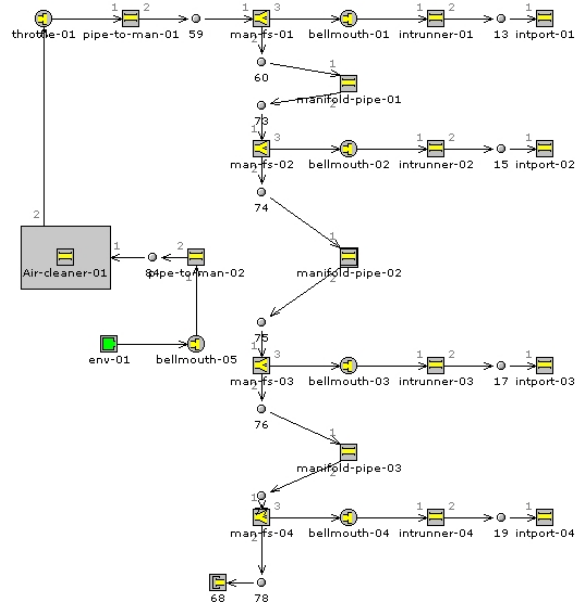 1 2 1 3 1 2
throttle-01 pipe-to-man-01 59 man-fs-01 bellmouth-01 intrunner-01 13 intport-01
2
60 1
manifold-pipe-01
73 2
1 3 1 2
man-fs-02 bellmouth-02 intrunner-02 15 intport-02
2
74
2 1
1 2
Air-cleaner-01 84 pipe-to-man-02 manifold-pipe-02
1 2
75
env-01 bellmouth-05 1 3 1 2
man-fs-03 bellmouth-03 intrunner-03 17 intport-03
2
76 1
manifold-pipe-03
2
1 3 1 2
man-fs-04 bellmouth-04 intrunner-04 19 intport-04
2
68 78